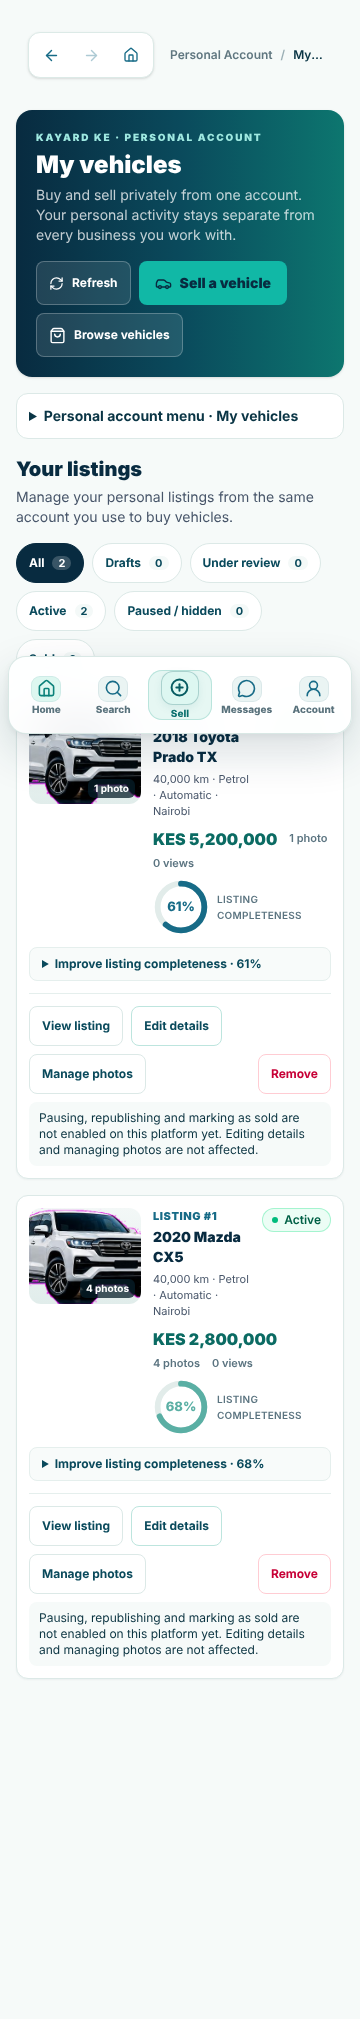 Personal Account / My...
KAYARD KE · PERSONAL ACCOUNT
My vehicles
Buy and sell privately from one account.
Your personal activity stays separate from
every business you work with.
Refresh
Sell a vehicle
Browse vehicles
Personal account menu · My vehicles
Your listings
Manage your personal listings from the same
account you use to buy vehicles.
All 2
Drafts 0
Under review 0
Active 2
Paused / hidden 0
Home
Search
Sell
Messages
Account
2018 Toyota
Prado TX
1 photo
40,000 km · Petrol
· Automatic ·
Nairobi
KES 5,200,000
1 photo
0 views
61%
LISTING
COMPLETENESS
Improve listing completeness · 61%
View listing
Edit details
Manage photos
Remove
Pausing, republishing and marking as sold are
not enabled on this platform yet. Editing details
and managing photos are not affected.
LISTING #1
Active
2020 Mazda
CX5
4 photos
40,000 km · Petrol
· Automatic ·
Nairobi
KES 2,800,000
4 photos
0 views
68%
LISTING
COMPLETENESS
Improve listing completeness · 68%
View listing
Edit details
Manage photos
Remove
Pausing, republishing and marking as sold are
not enabled on this platform yet. Editing details
and managing photos are not affected.